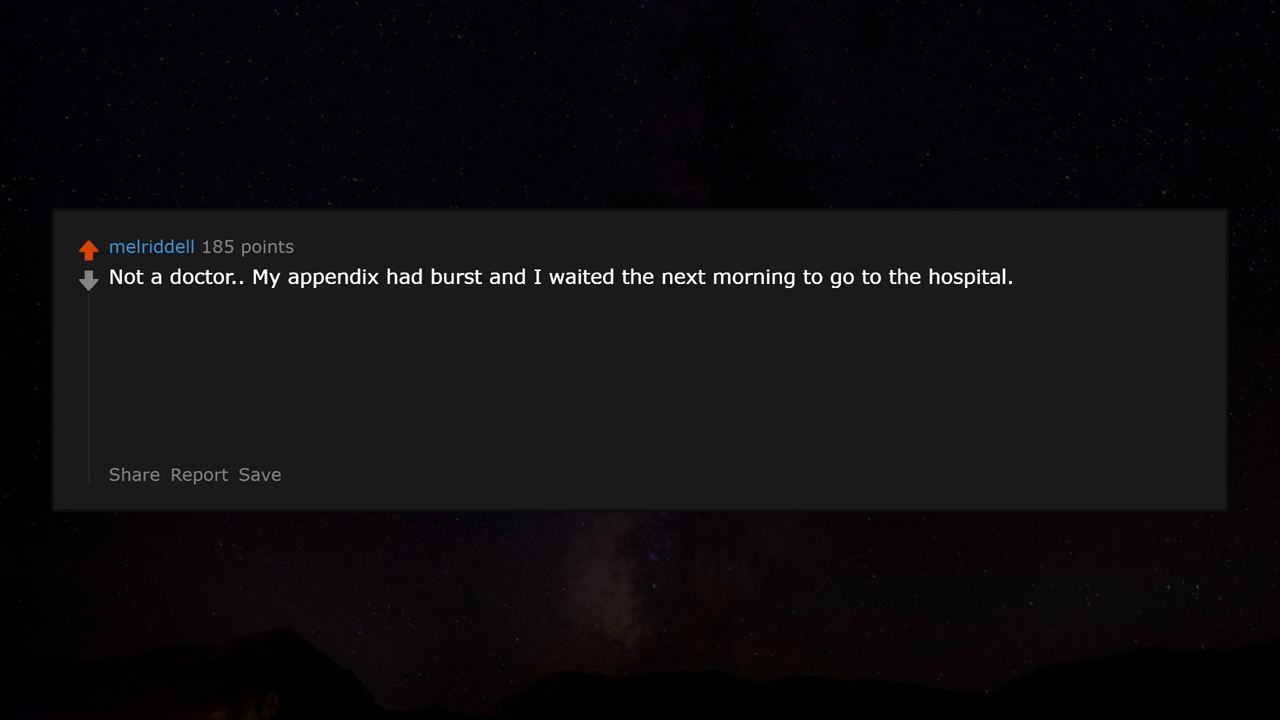 melriddell 185 points
Not a doctor.. My appendix had burst and I waited the next morning to go to the hospital.
Share Report Save